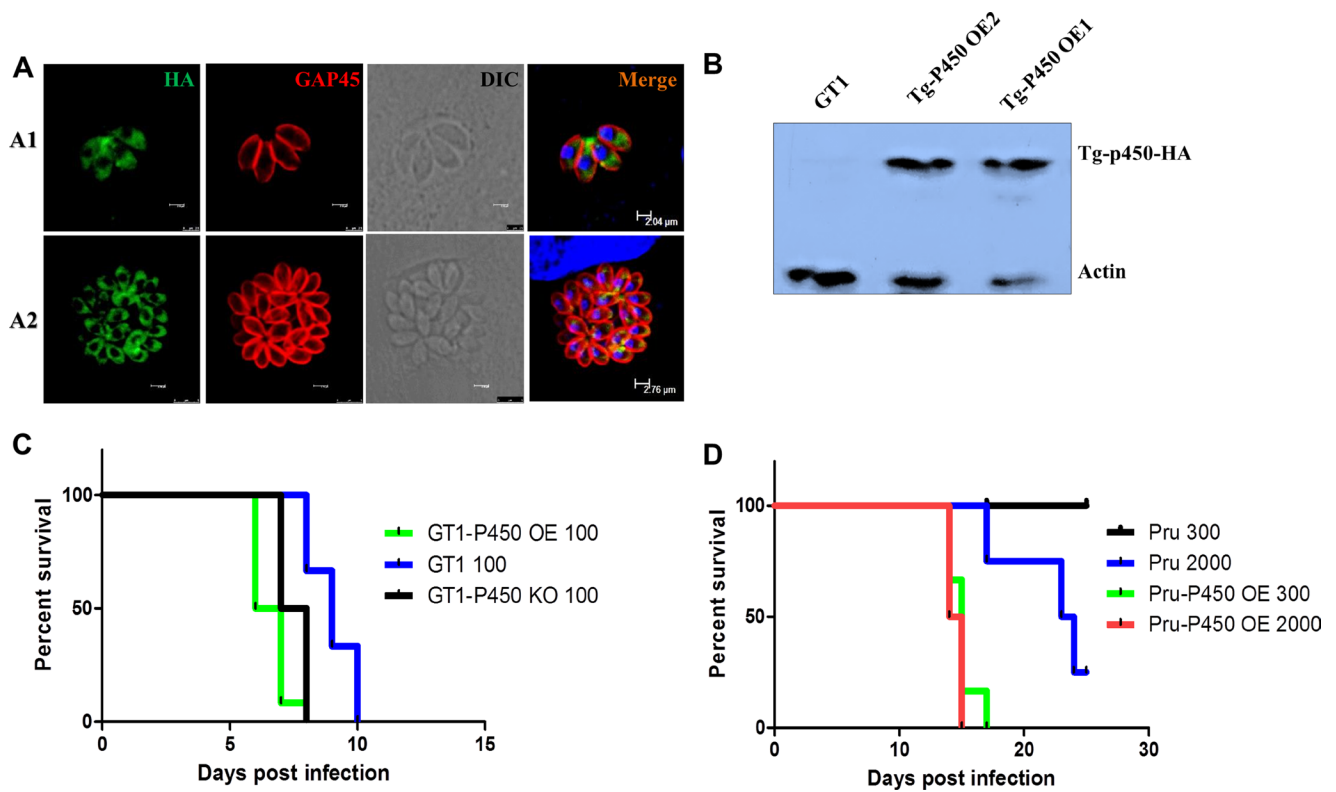 A
HA
GAP45
DIC
Merge
A1
2.04 µm
A2
2.76 µm
B
GT1
Tg-P450 OE2
Tg-P450 OE1
Tg-p450-HA
Actin
C
Percent survival
100
50
0
0 5 10 15
Days post infection
GT1-P450 OE 100
GT1 100
GT1-P450 KO 100
D
Percent survival
100
50
0
0 10 20 30
Days post infection
Pru 300
Pru 2000
Pru-P450 OE 300
Pru-P450 OE 2000